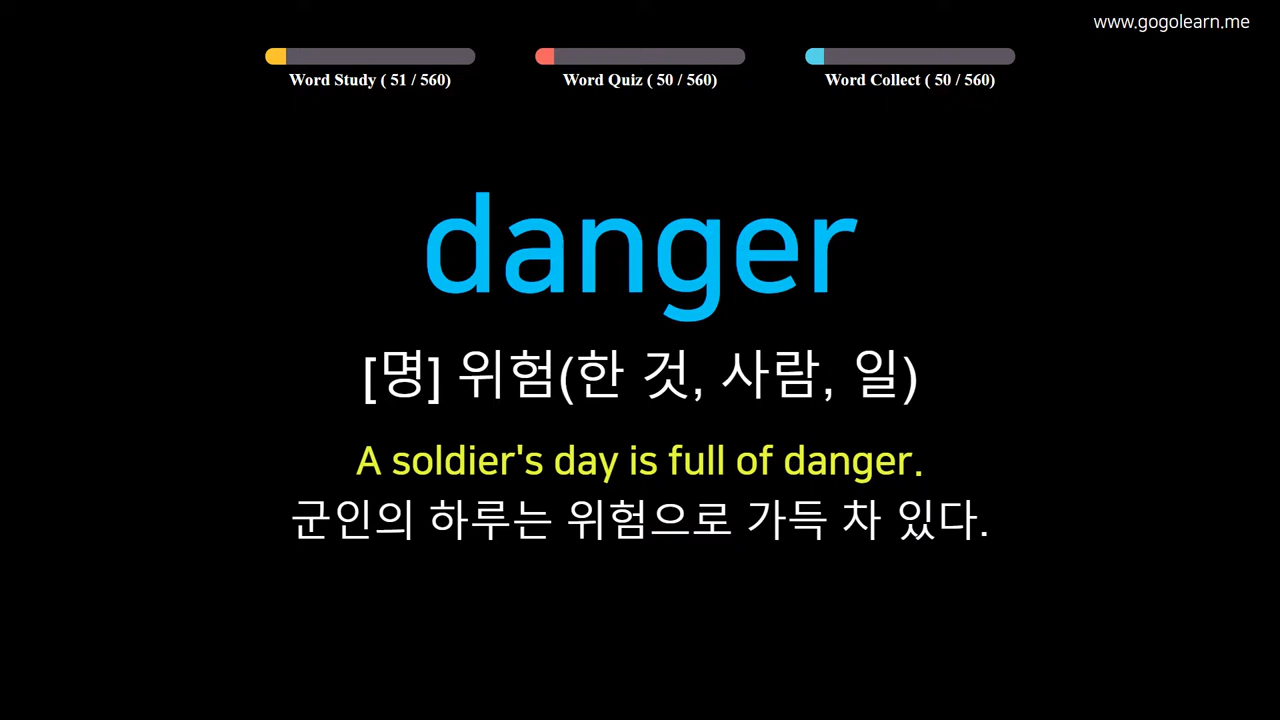 www.gogolearn.me
Word Study ( 51 / 560)
Word Quiz ( 50 / 560)
Word Collect ( 50 / 560)
danger
[명] 위험(한 것, 사람, 일)
A soldier's day is full of danger.
군인의 하루는 위험으로 가득 차 있다.